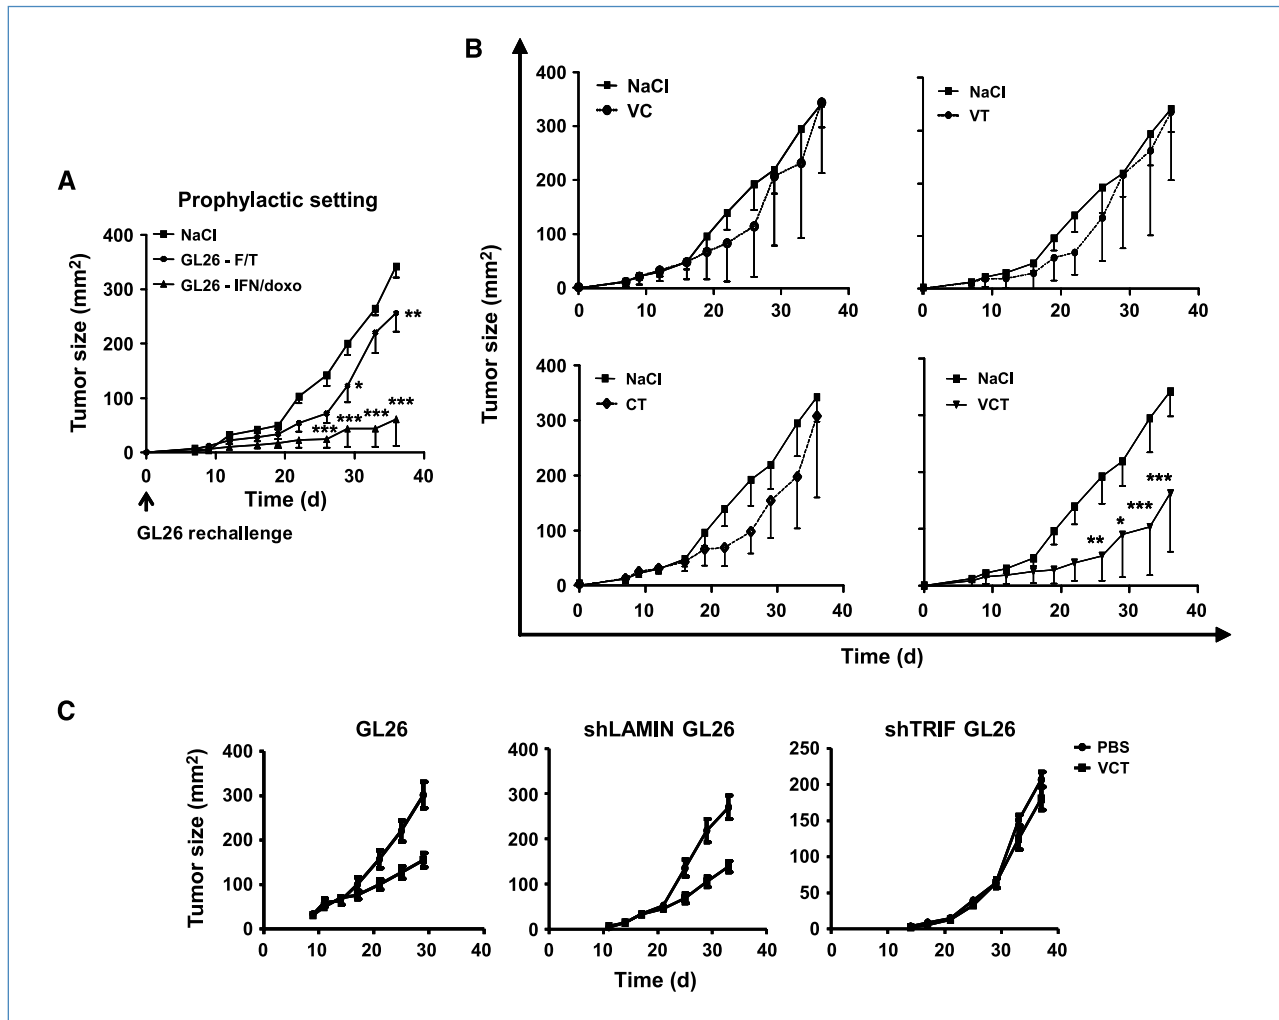 A
Prophylactic setting
NaCl
GL26 - F/T
GL26 - IFN/doxo
Tumor size (mm2)
400
300
200
100
0
**
*
*** *** *** ***
0 10 20 30 40
Time (d)
GL26 rechallenge
B
Tumor size (mm2)
400
300
200
100
0
NaCl
VC
0 10 20 30 40
NaCl
VT
0 10 20 30 40
400
300
200
100
0
NaCl
CT
0 10 20 30 40
NaCl
VCT
** * *** ***
0 10 20 30 40
Time (d)
C
GL26
Tumor size (mm2)
400
300
200
100
0
0 10 20 30 40
shLAMIN GL26
400
300
200
100
0
0 10 20 30 40
shTRIF GL26
250
200
150
100
50
0
0 10 20 30 40
PBS
VCT
Time (d)